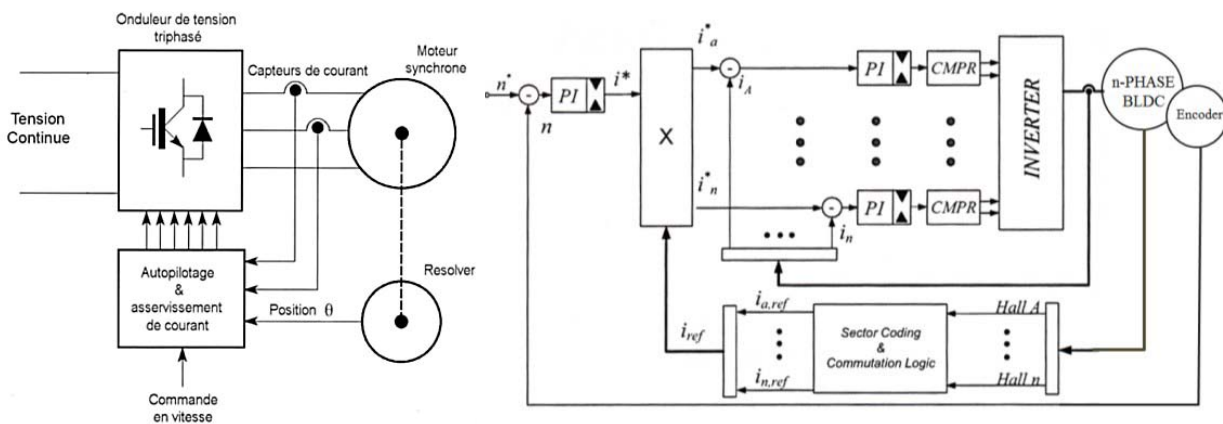 Onduleur de tension
triphasé
Capteurs de courant
Moteur
synchrone
Tension
Continue
Resolver
Autopilotage
&
asservissement
de courant
Position θ
Commande
en vitesse
n*
n
PI
i*
X
i*a
iA
PI
CMPR
i*n
in
PI
CMPR
INVERTER
n-PHASE
BLDC
Encoder
iref
ia,ref
in,ref
Sector Coding
&
Commutation Logic
Hall A
Hall n